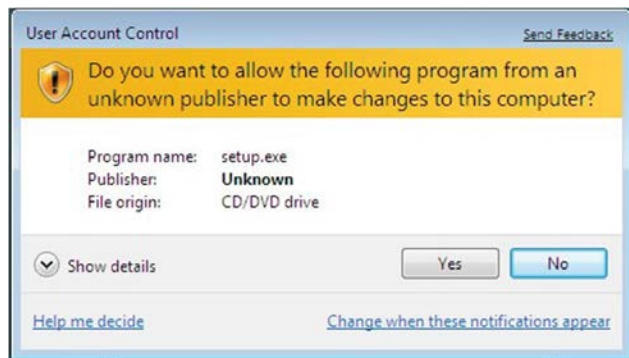 User Account Control
Send Feedback
Do you want to allow the following program from an
unknown publisher to make changes to this computer?
Program name: setup.exe
Publisher: Unknown
File origin: CD/DVD drive
Show details
Yes
No
Help me decide
Change when these notifications appear